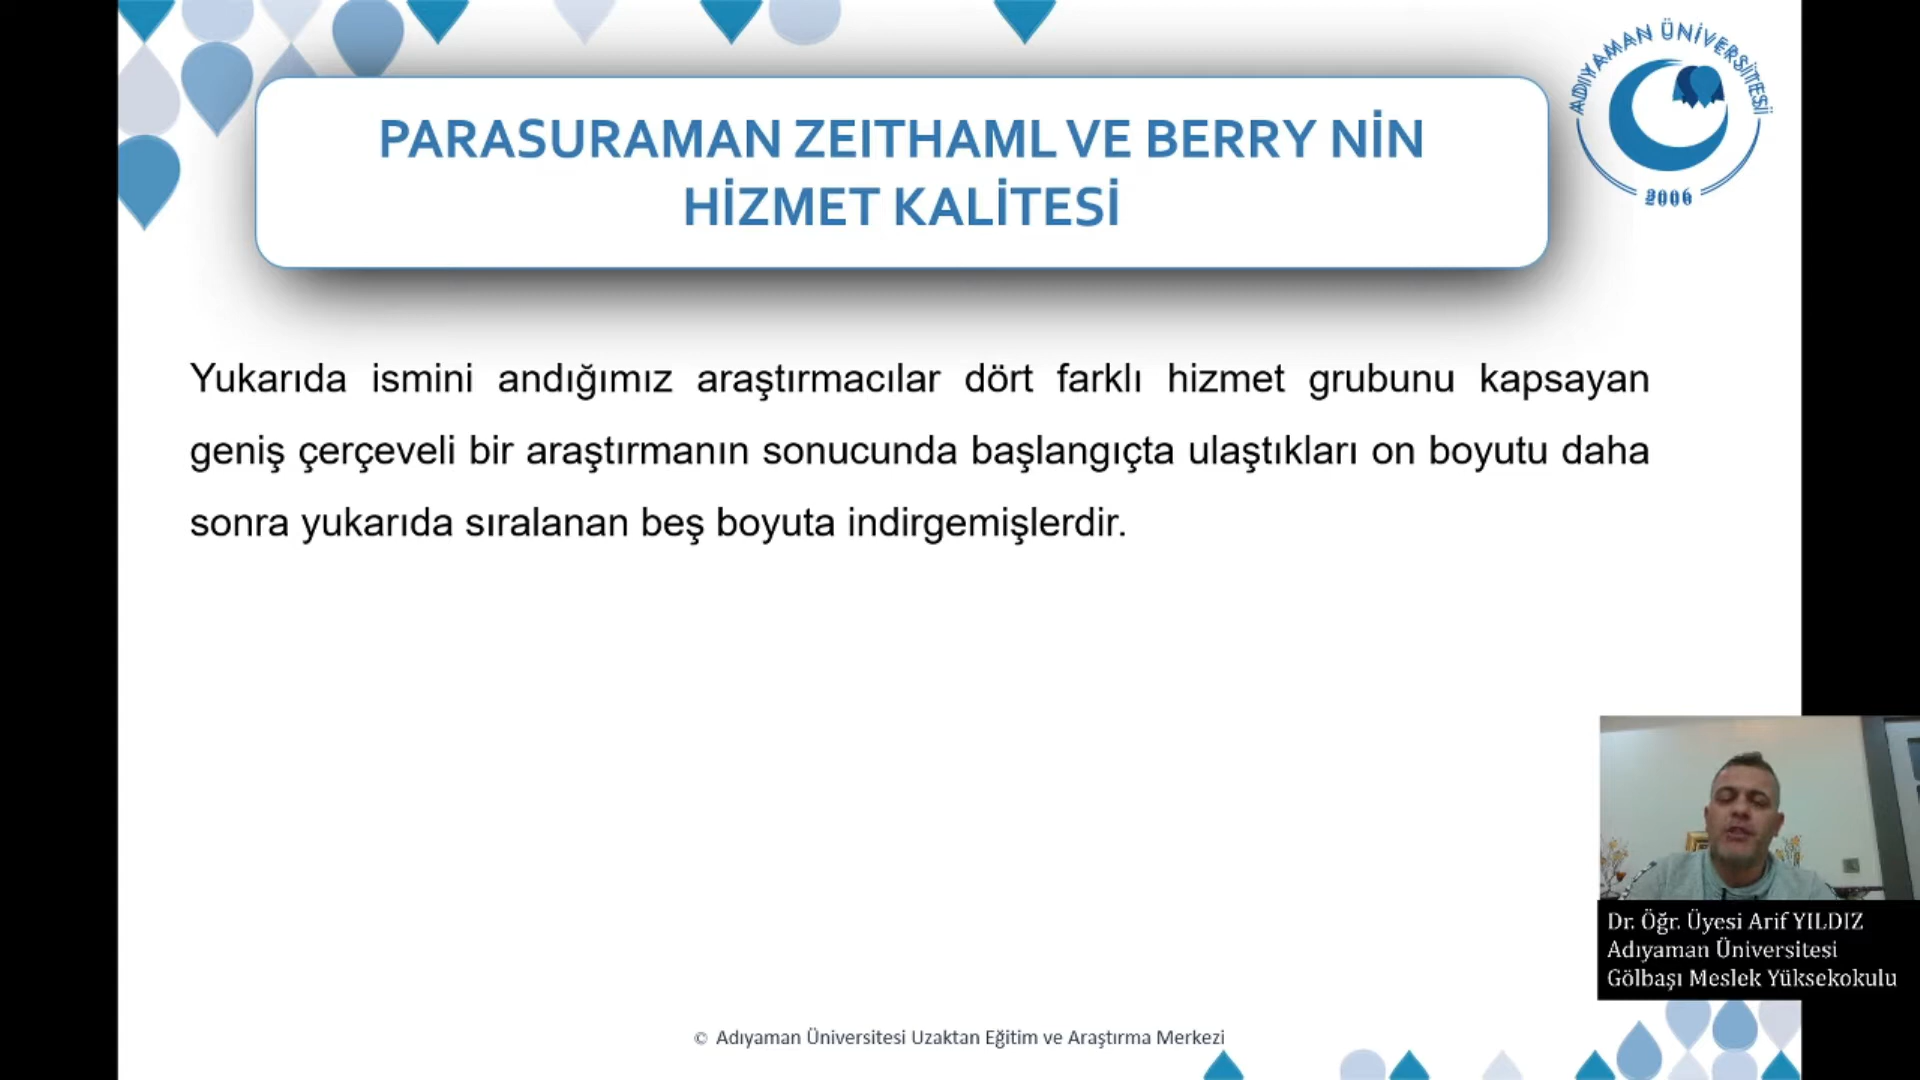 ADIYAMAN ÜNİVERSİTESİ
2006
PARASURAMAN ZEITHAML VE BERRY NİN
HİZMET KALİTESİ
Yukarıda ismini andığımız araştırmacılar dört farklı hizmet grubunu kapsayan
geniş çerçeveli bir araştırmanın sonucunda başlangıçta ulaştıkları on boyutu daha
sonra yukarıda sıralanan beş boyuta indirgemişlerdir.
Dr. Öğr. Üyesi Arif YILDIZ
Adıyaman Üniversitesi
Gölbaşı Meslek Yüksekokulu
© Adıyaman Üniversitesi Uzaktan Eğitim ve Araştırma Merkezi